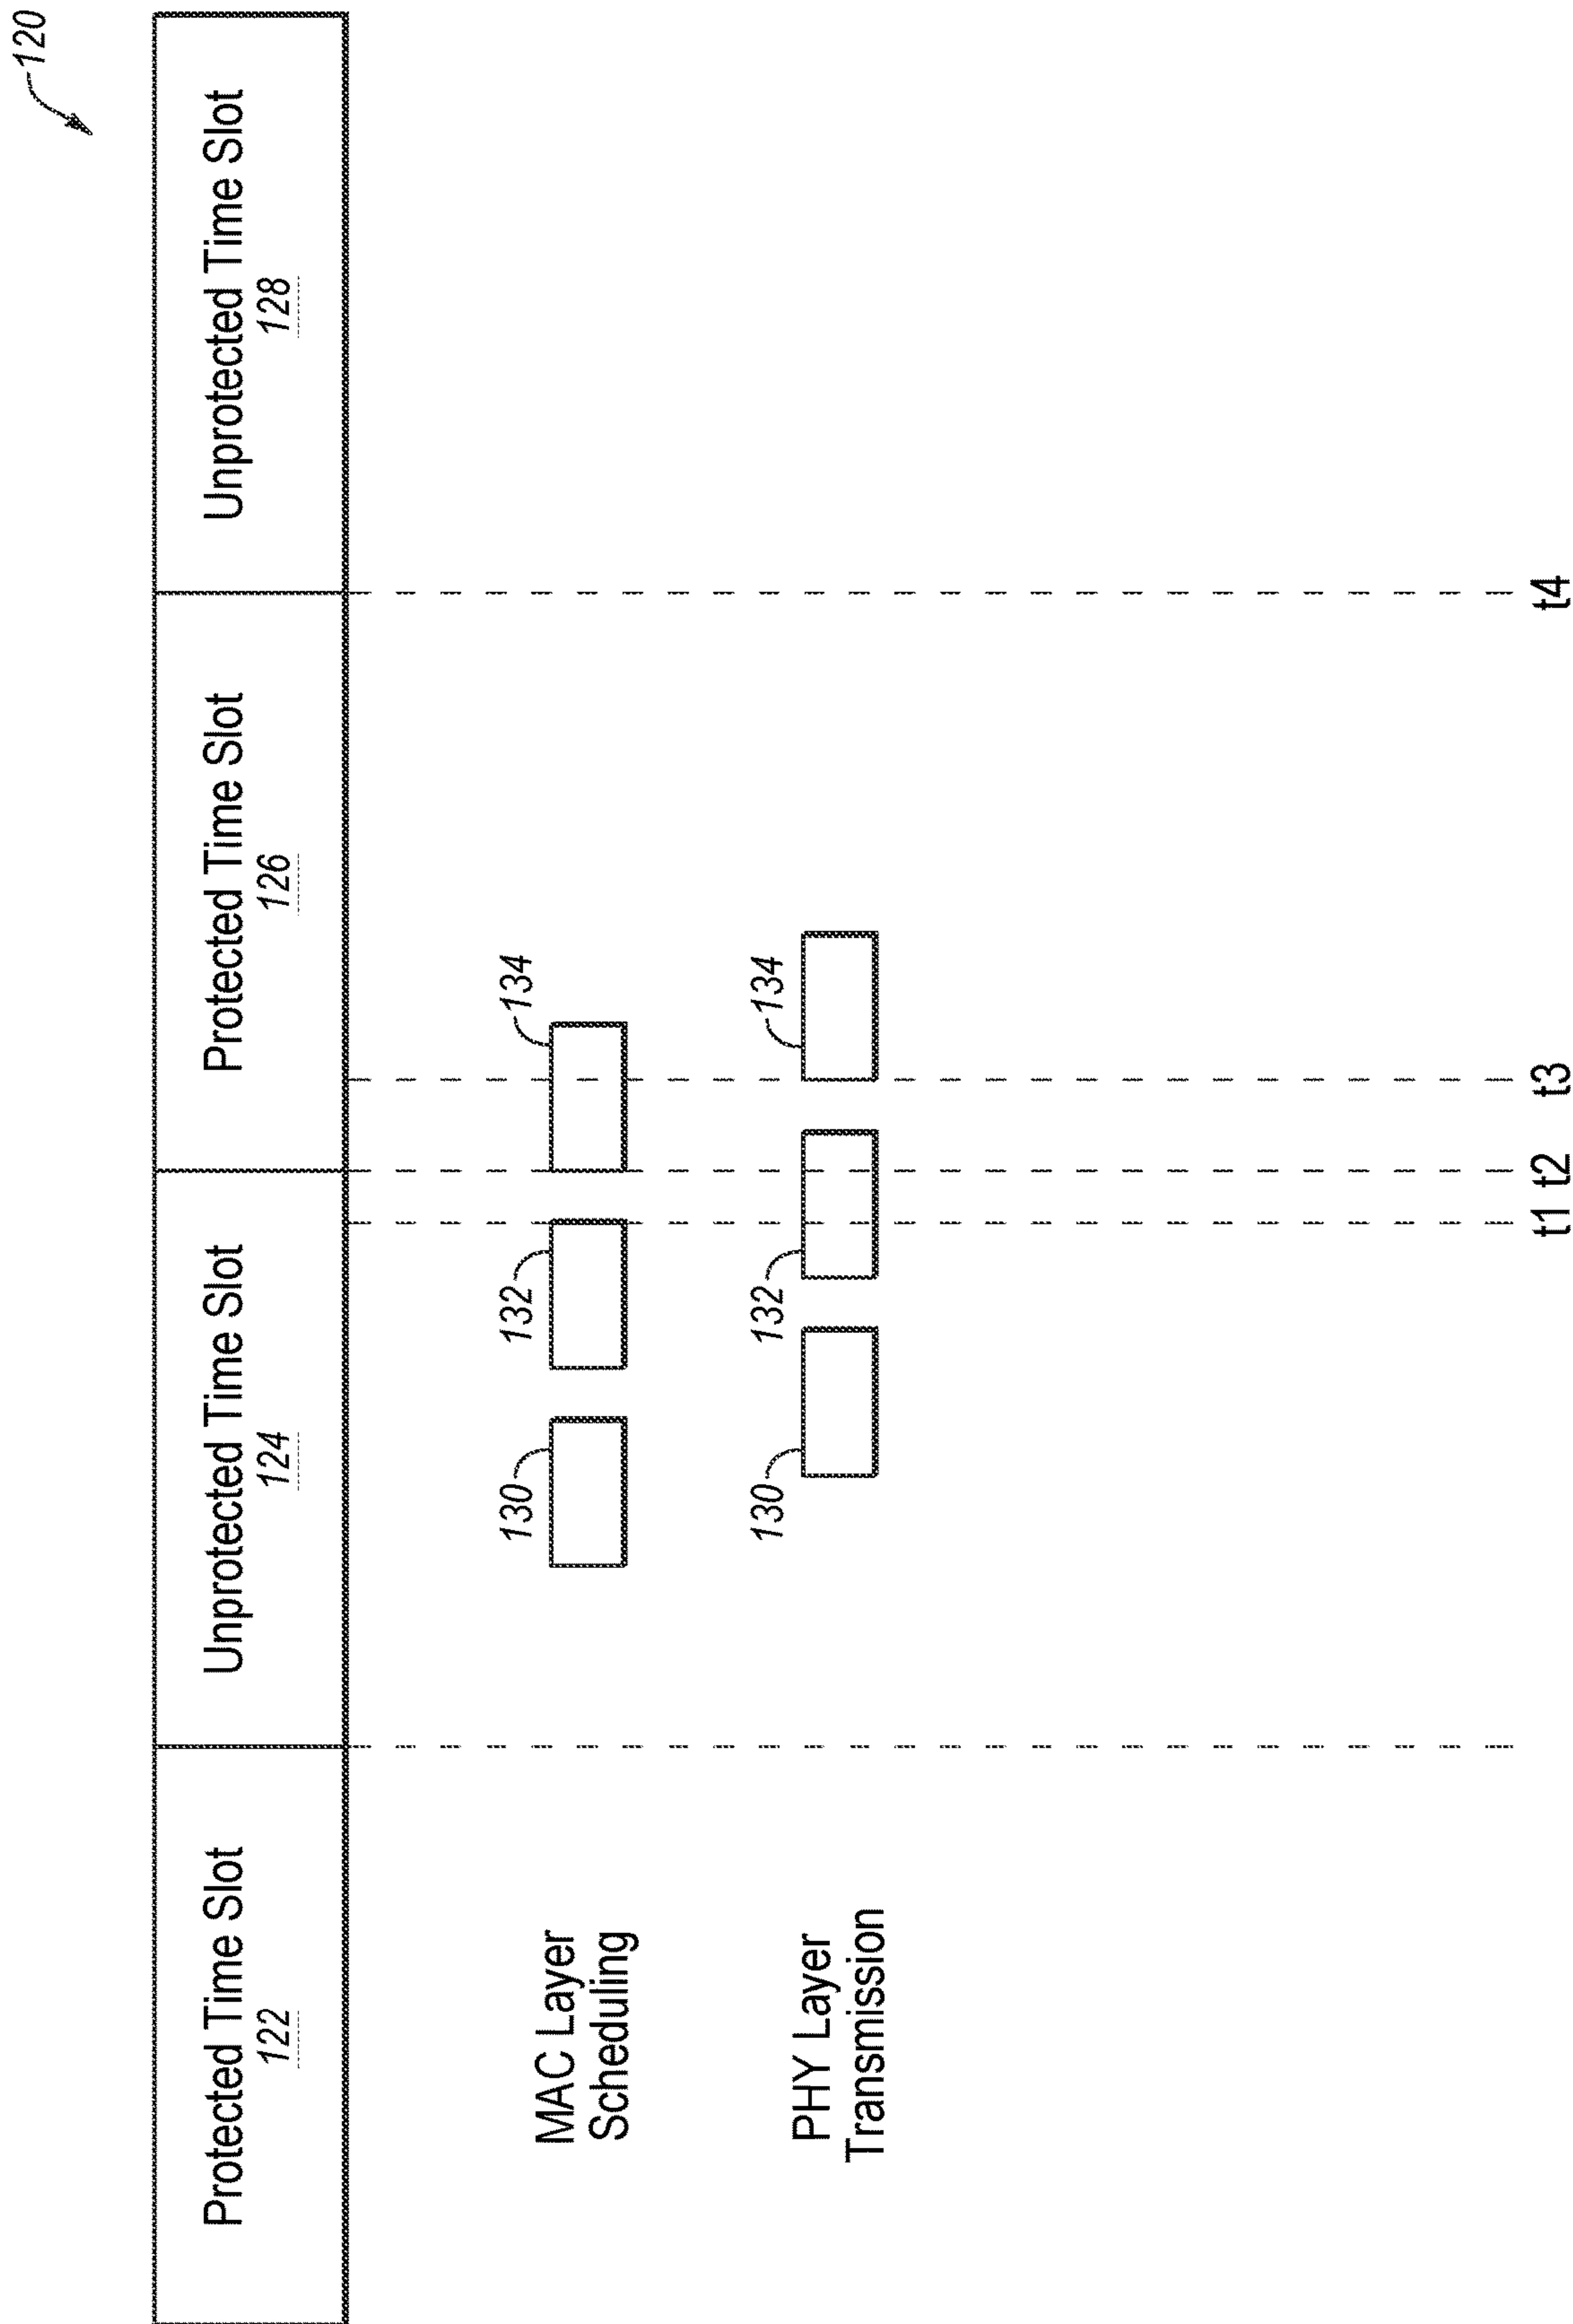 120
Protected Time Slot
122
Unprotected Time Slot
124
Protected Time Slot
126
Unprotected Time Slot
128
MAC Layer
Scheduling
130
132
134
PHY Layer
Transmission
130
132
134
t1
t2
t3
t4